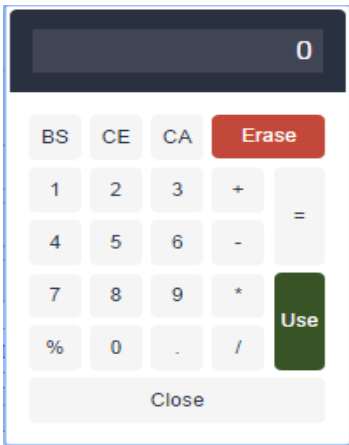 0
BS CE CA Erase
1 2 3 +
=
4 5 6 -
7 8 9 *
Use
% 0 . /
Close